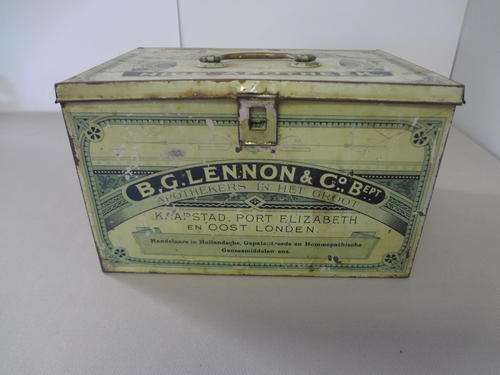 B.G. LENNON & Co. BEPT
APOTHEKERS IN HET GROOT
KAAPSTAD, PORT ELIZABETH
EN OOST LONDEN.
Handelaars in Hollandsche, Gepatenteerde en Homoeopathische
Geneesmiddelen enz.